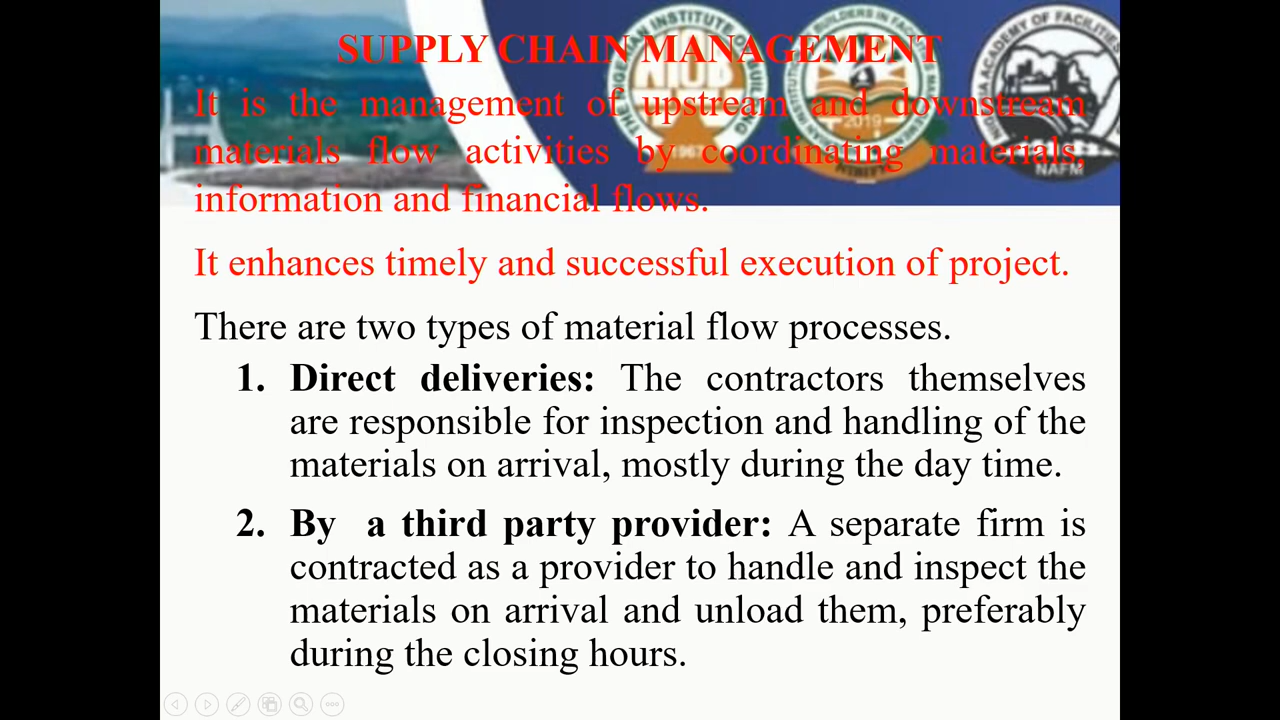 SUPPLY CHAIN MANAGEMENT
It is the management of upstream and downstream
materials flow activities by coordinating materials,
information and financial flows.
It enhances timely and successful execution of project.
There are two types of material flow processes.
1. Direct deliveries: The contractors themselves
are responsible for inspection and handling of the
materials on arrival, mostly during the day time.
2. By a third party provider: A separate firm is
contracted as a provider to handle and inspect the
materials on arrival and unload them, preferably
during the closing hours.
NIOB
1967
2019
NAFM